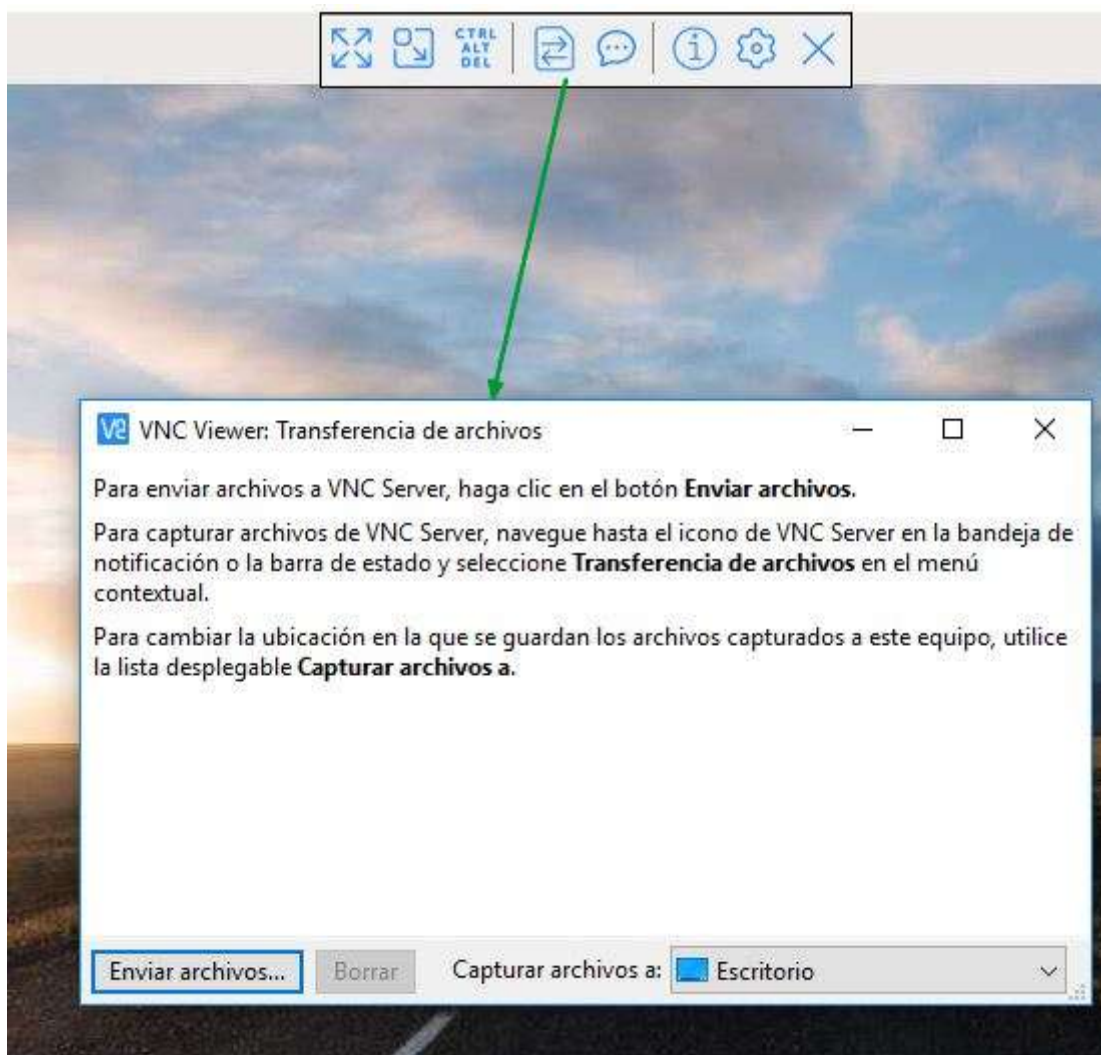 CTRL
ALT
DEL
VNC Viewer: Transferencia de archivos
Para enviar archivos a VNC Server, haga clic en el botón Enviar archivos.
Para capturar archivos de VNC Server, navegue hasta el icono de VNC Server en la bandeja de
notificación o la barra de estado y seleccione Transferencia de archivos en el menú
contextual.
Para cambiar la ubicación en la que se guardan los archivos capturados a este equipo, utilice
la lista desplegable Capturar archivos a.
Enviar archivos... Borrar Capturar archivos a: Escritorio